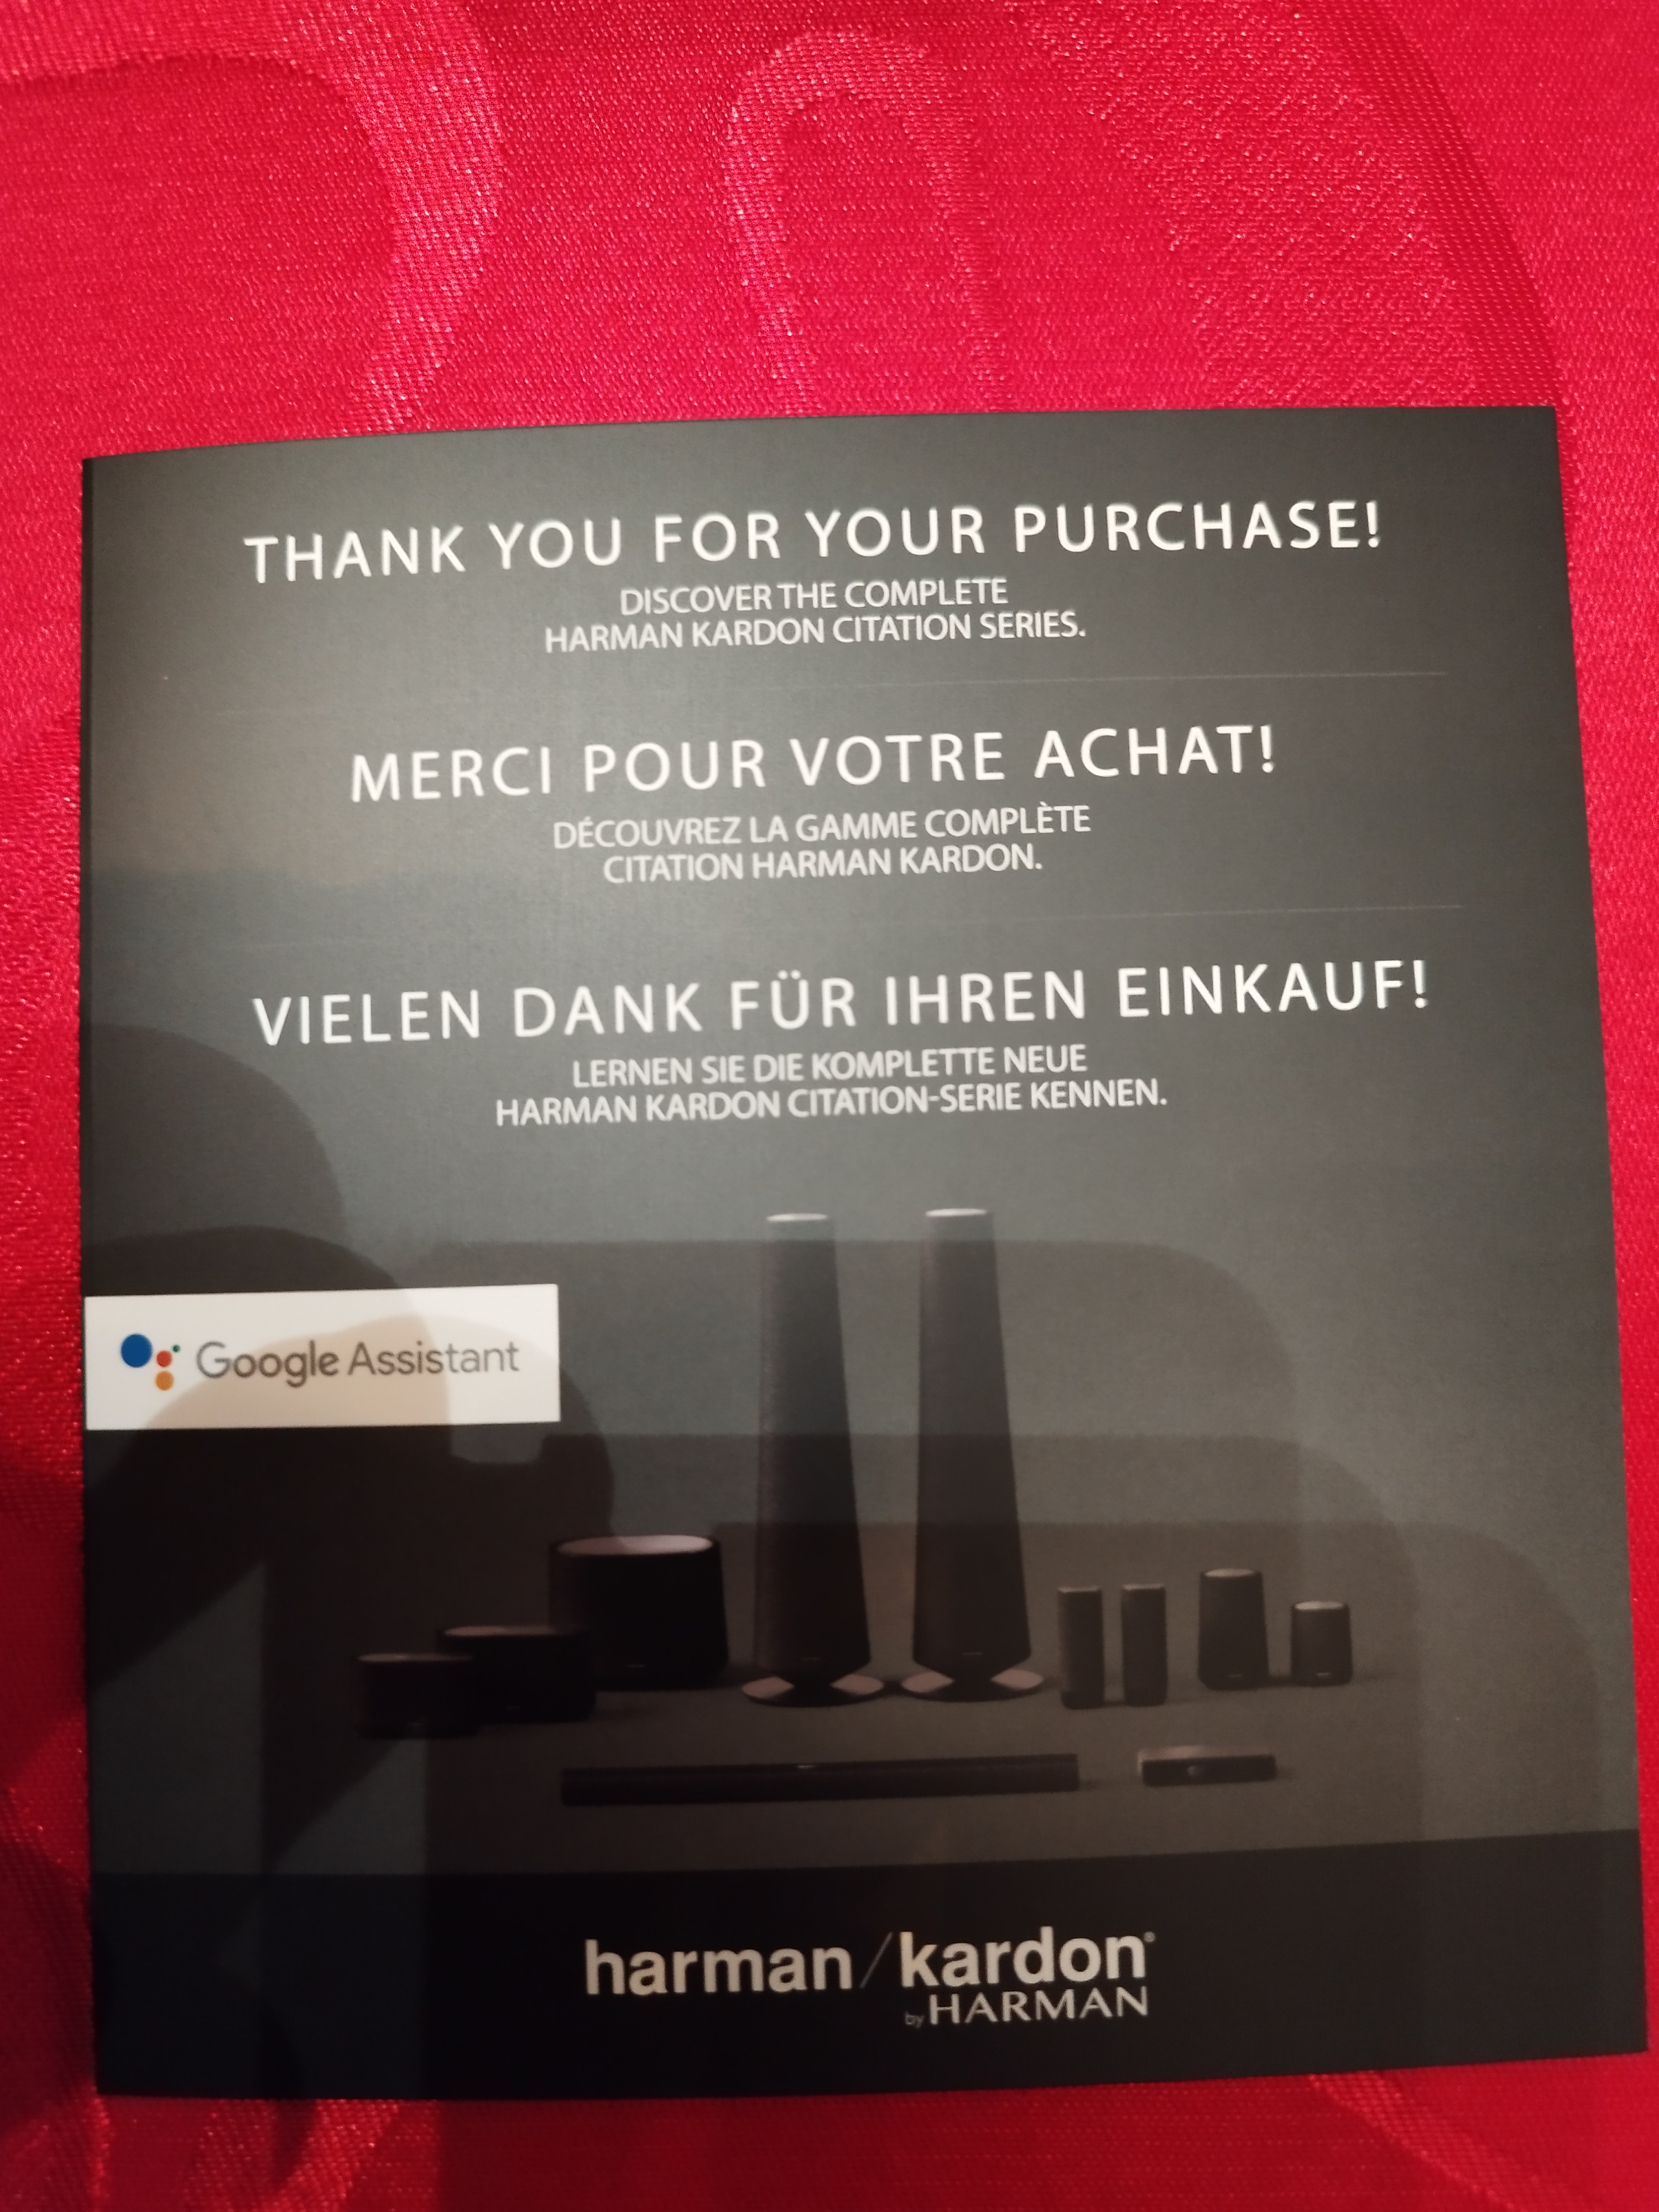 THANK YOU FOR YOUR PURCHASE!
DISCOVER THE COMPLETE
HARMAN KARDON CITATION SERIES.
MERCI POUR VOTRE ACHAT!
DÉCOUVREZ LA GAMME COMPLÈTE
CITATION HARMAN KARDON.
VIELEN DANK FÜR IHREN EINKAUF!
LERNEN SIE DIE KOMPLETTE NEUE
HARMAN KARDON CITATION-SERIE KENNEN.
Google Assistant
harman/kardon®
by HARMAN